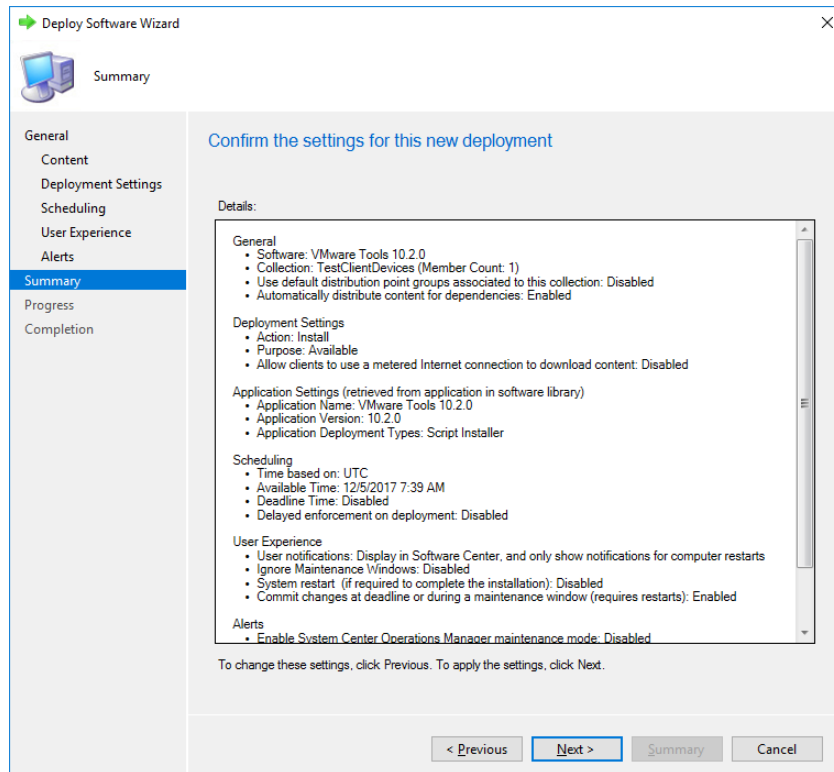 Deploy Software Wizard
Summary
General
Content
Deployment Settings
Scheduling
User Experience
Alerts
Summary
Progress
Completion
Confirm the settings for this new deployment
Details:
General
• Software: VMware Tools 10.2.0
• Collection: TestClientDevices (Member Count: 1)
• Use default distribution point groups associated to this collection: Disabled
• Automatically distribute content for dependencies: Enabled
Deployment Settings
• Action: Install
• Purpose: Available
• Allow clients to use a metered Internet connection to download content: Disabled
Application Settings (retrieved from application in software library)
• Application Name: VMware Tools 10.2.0
• Application Version: 10.2.0
• Application Deployment Types: Script Installer
Scheduling
• Time based on: UTC
• Available Time: 12/5/2017 7:39 AM
• Deadline Time: Disabled
• Delayed enforcement on deployment: Disabled
User Experience
• User notifications: Display in Software Center, and only show notifications for computer restarts
• Ignore Maintenance Windows: Disabled
• System restart (if required to complete the installation): Disabled
• Commit changes at deadline or during a maintenance window (requires restarts): Enabled
Alerts
• Enable System Center Operations Manager maintenance mode: Disabled
To change these settings, click Previous. To apply the settings, click Next.
< Previous
Next >
Summary
Cancel